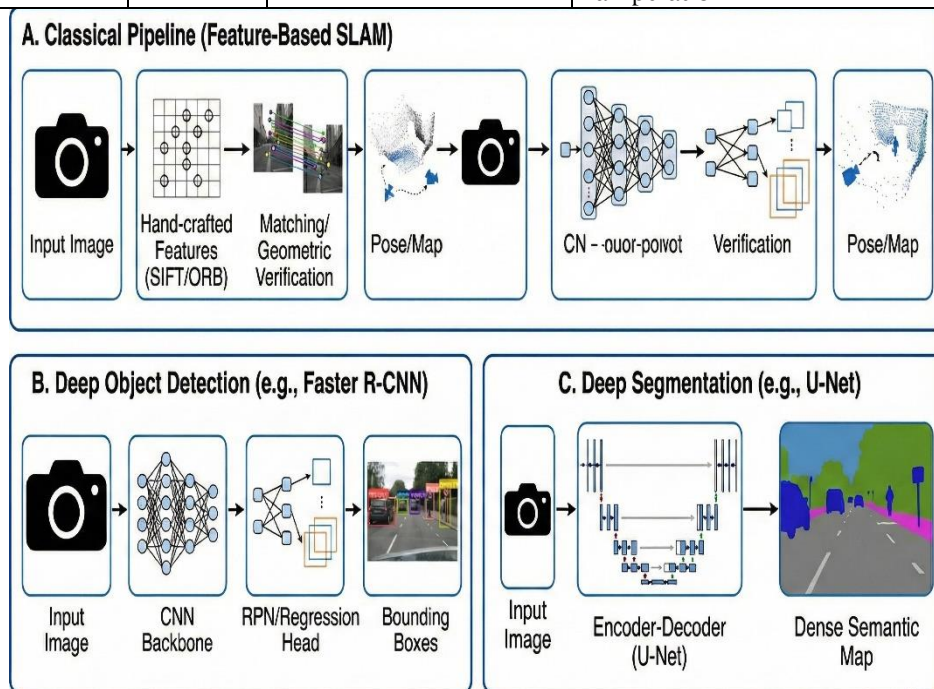 A. Classical Pipeline (Feature-Based SLAM)
Input Image
Hand-crafted
Features
(SIFT/ORB)
Matching/
Geometric
Verification
Pose/Map
CN
Verification
Pose/Map
B. Deep Object Detection (e.g., Faster R-CNN)
Input
Image
CNN
Backbone
RPN/Regression
Head
Bounding
Boxes
C. Deep Segmentation (e.g., U-Net)
Input
Image
Encoder-Decoder
(U-Net)
Dense Semantic
Map